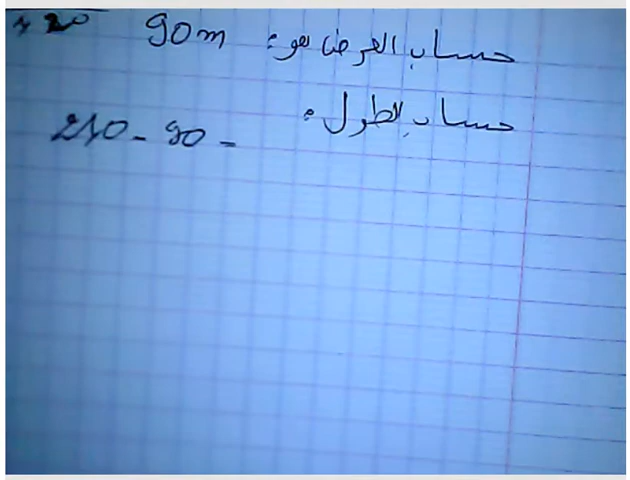 حساب العرض هو: 90m
حساب الطول:
210 - 90 =